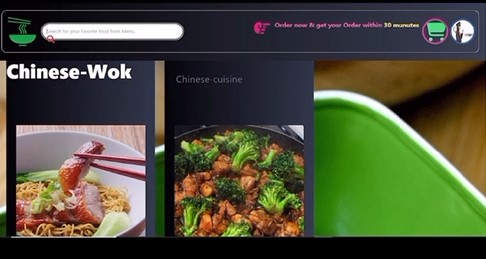 Search for your Favorite food from menu.
Order now & get your Order within 30 munutes
Chinese-Wok
Chinese-cuisine